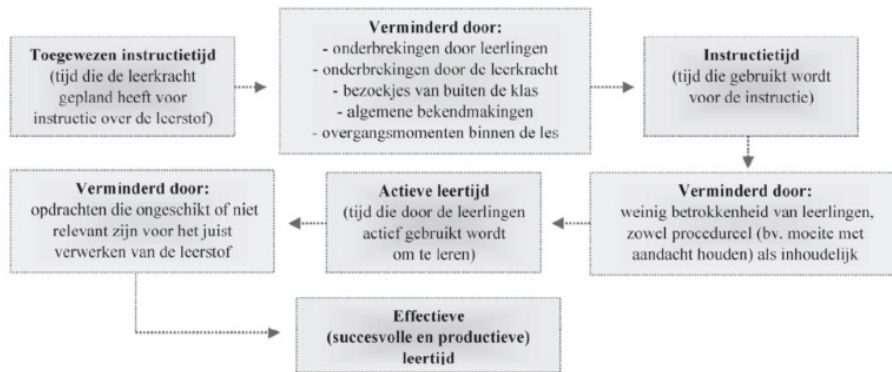 Toegewezen instructietijd
(tijd die de leerkracht
gepland heeft voor
instructie over de leerstof)
Verminderd door:
- onderbrekingen door leerlingen
- onderbrekingen door de leerkracht
- bezoekjes van buiten de klas
- algemene bekendmakingen
- overgangsmomenten binnen de les
Instructietijd
(tijd die gebruikt wordt
voor de instructie)
Verminderd door:
weinig betrokkenheid van leerlingen,
zowel procedureel (bv. moeite met
aandacht houden) als inhoudelijk
Actieve leertijd
(tijd die door de leerlingen
actief gebruikt wordt
om te leren)
Verminderd door:
opdrachten die ongeschikt of niet
relevant zijn voor het juist
verwerken van de leerstof
Effectieve
(succesvolle en productieve)
leertijd